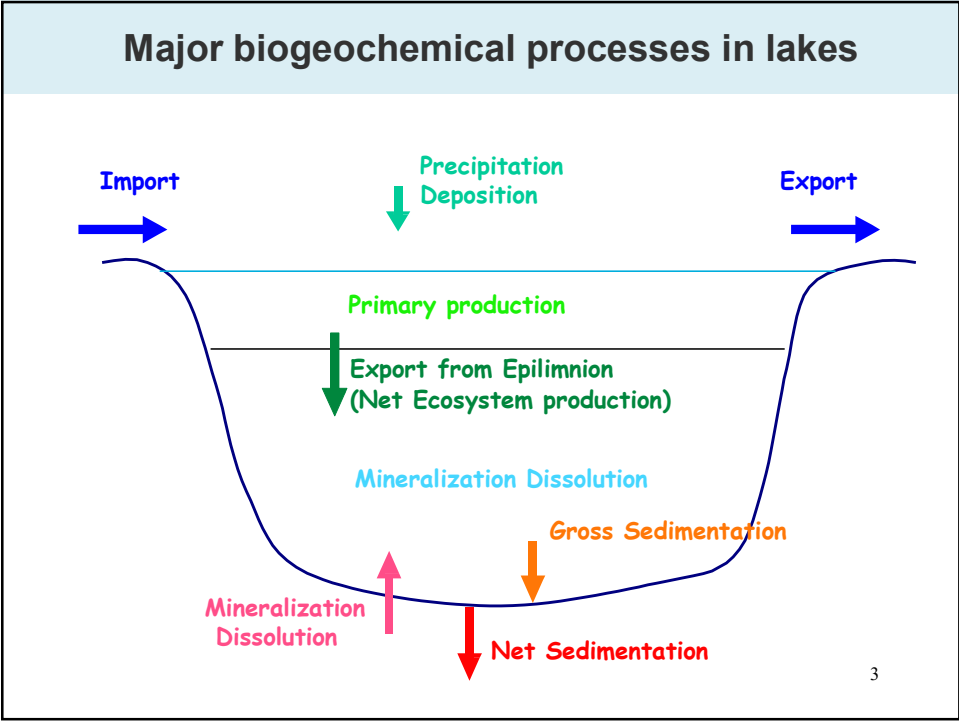 Major biogeochemical processes in lakes
Import
Precipitation
Deposition
Export
Primary production
Export from Epilimnion
(Net Ecosystem production)
Mineralization Dissolution
Gross Sedimentation
Mineralization
Dissolution
Net Sedimentation
3